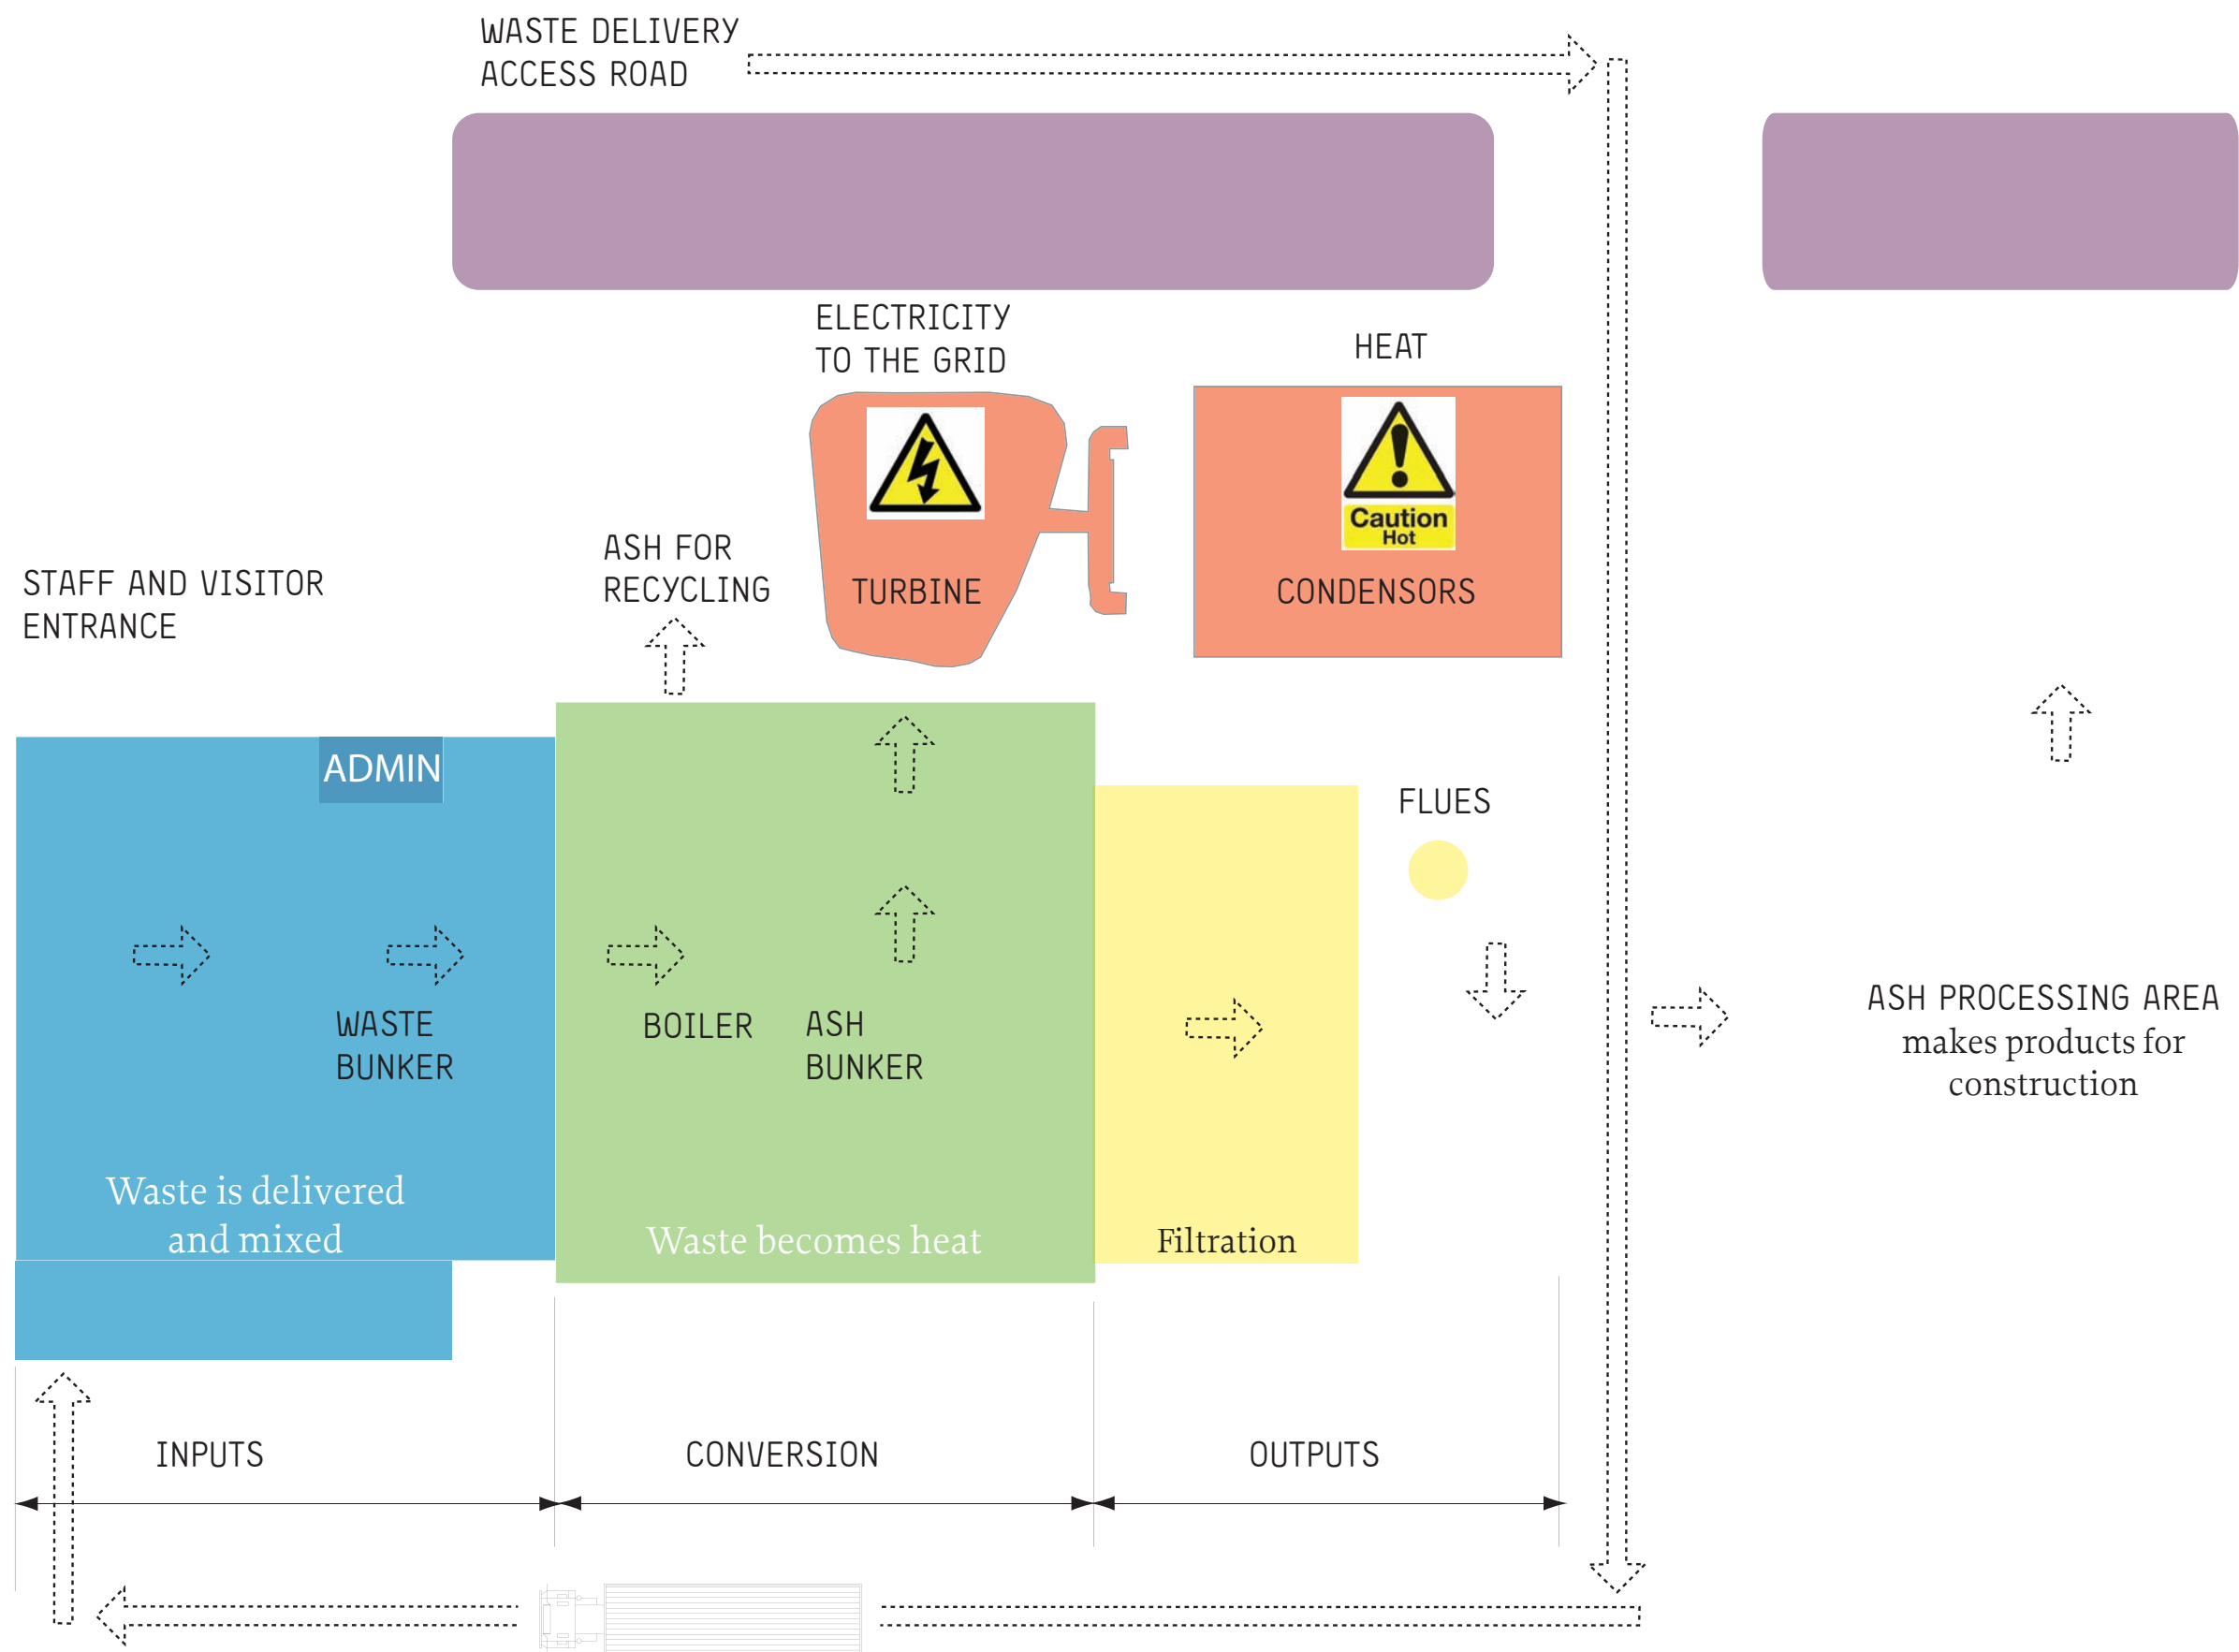 WASTE DELIVERY
ACCESS ROAD
ELECTRICITY
TO THE GRID
HEAT
Caution
Hot
TURBINE
CONDENSORS
ASH FOR
RECYCLING
STAFF AND VISITOR
ENTRANCE
ADMIN
FLUES
WASTE
BUNKER
BOILER
ASH
BUNKER
ASH PROCESSING AREA
makes products for
construction
Waste is delivered
and mixed
Waste becomes heat
Filtration
INPUTS
CONVERSION
OUTPUTS